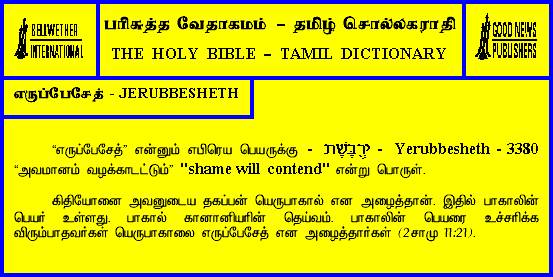 BELLWETHER
INTERNATIONAL
பரிசுத்த வேதாகமம் – தமிழ் சொல்லகராதி
THE HOLY BIBLE – TAMIL DICTIONARY
GOOD NEWS
PUBLISHERS
எருப்பேசேத் - JERUBBESHETH
“எருப்பேசேத்” என்னும் எபிரெய பெயருக்கு - - Yerubbesheth - 3380
“அவமானம் வழக்காடட்டும்” "shame will contend" என்று பொருள்.
கிதியோனை அவனுடைய தகப்பன் யெருபாகால் என அழைத்தான். இதில் பாகாலின்
பெயர் உள்ளது. பாகால் கானானியரின் தெய்வம். பாகாலின் பெயரை உச்சரிக்க
விரும்பாதவர்கள் யெருபாகாலை எருப்பேசேத் என அழைத்தார்கள் (2சாமு 11:21).